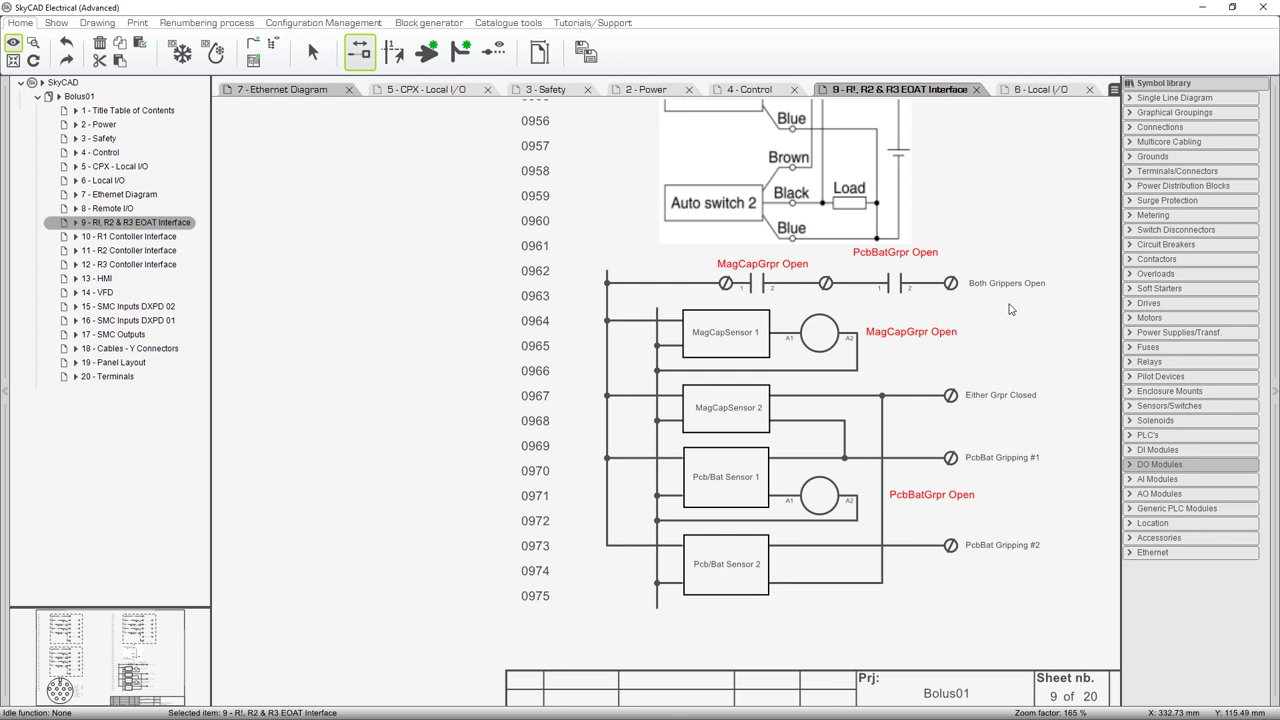 SkyCAD Electrical (Advanced)
Home Show Drawing Print Renumbering process Configuration Management Block generator Catalogue tools Tutorials/Support
SkyCAD
Bolus01
1 - Title Table of Contents
2 - Power
3 - Safety
4 - Control
5 - CPX - Local I/O
6 - Local I/O
7 - Ethernet Diagram
8 - Remote I/O
9 - R!, R2 & R3 EOAT Interface
10 - R1 Contoller Interface
11 - R2 Contoller Interface
12 - R3 Contoller Interface
13 - HMI
14 - VFD
15 - SMC Inputs DXPD 02
16 - SMC Inputs DXPD 01
17 - SMC Outputs
18 - Cables - Y Connectors
19 - Panel Layout
20 - Terminals
7 - Ethernet Diagram 5 - CPX - Local I/O 3 - Safety 2 - Power 4 - Control 9 - R!, R2 & R3 EOAT Interface 6 - Local I/O
0956
0957
0958
0959
0960
0961
0962
0963
0964
0965
0966
0967
0968
0969
0970
0971
0972
0973
0974
0975
Blue
Brown
Auto switch 2
Black
Load
Blue
PcbBatGrpr Open
MagCapGrpr Open
1 2 1 2
Both Grippers Open
MagCapSensor 1
A1 A2
MagCapGrpr Open
MagCapSensor 2
Either Grpr Closed
Pcb/Bat Sensor 1
PcbBat Gripping #1
A1 A2
PcbBatGrpr Open
Pcb/Bat Sensor 2
PcbBat Gripping #2
Prj:
Bolus01
Sheet nb.
9 of 20
Symbol library
Single Line Diagram
Graphical Groupings
Connections
Multicore Cabling
Grounds
Terminals/Connectors
Power Distribution Blocks
Surge Protection
Metering
Switch Disconnectors
Circuit Breakers
Contactors
Overloads
Soft Starters
Drives
Motors
Power Supplies/Transf.
Fuses
Relays
Pilot Devices
Enclosure Mounts
Sensors/Switches
Solenoids
PLC's
DI Modules
DO Modules
AI Modules
AO Modules
Generic PLC Modules
Location
Accessories
Ethernet
Idle function: None
Selected item: 9 - R!, R2 & R3 EOAT Interface
Zoom factor: 165 %
X: 332.73 mm
Y: 115.49 mm